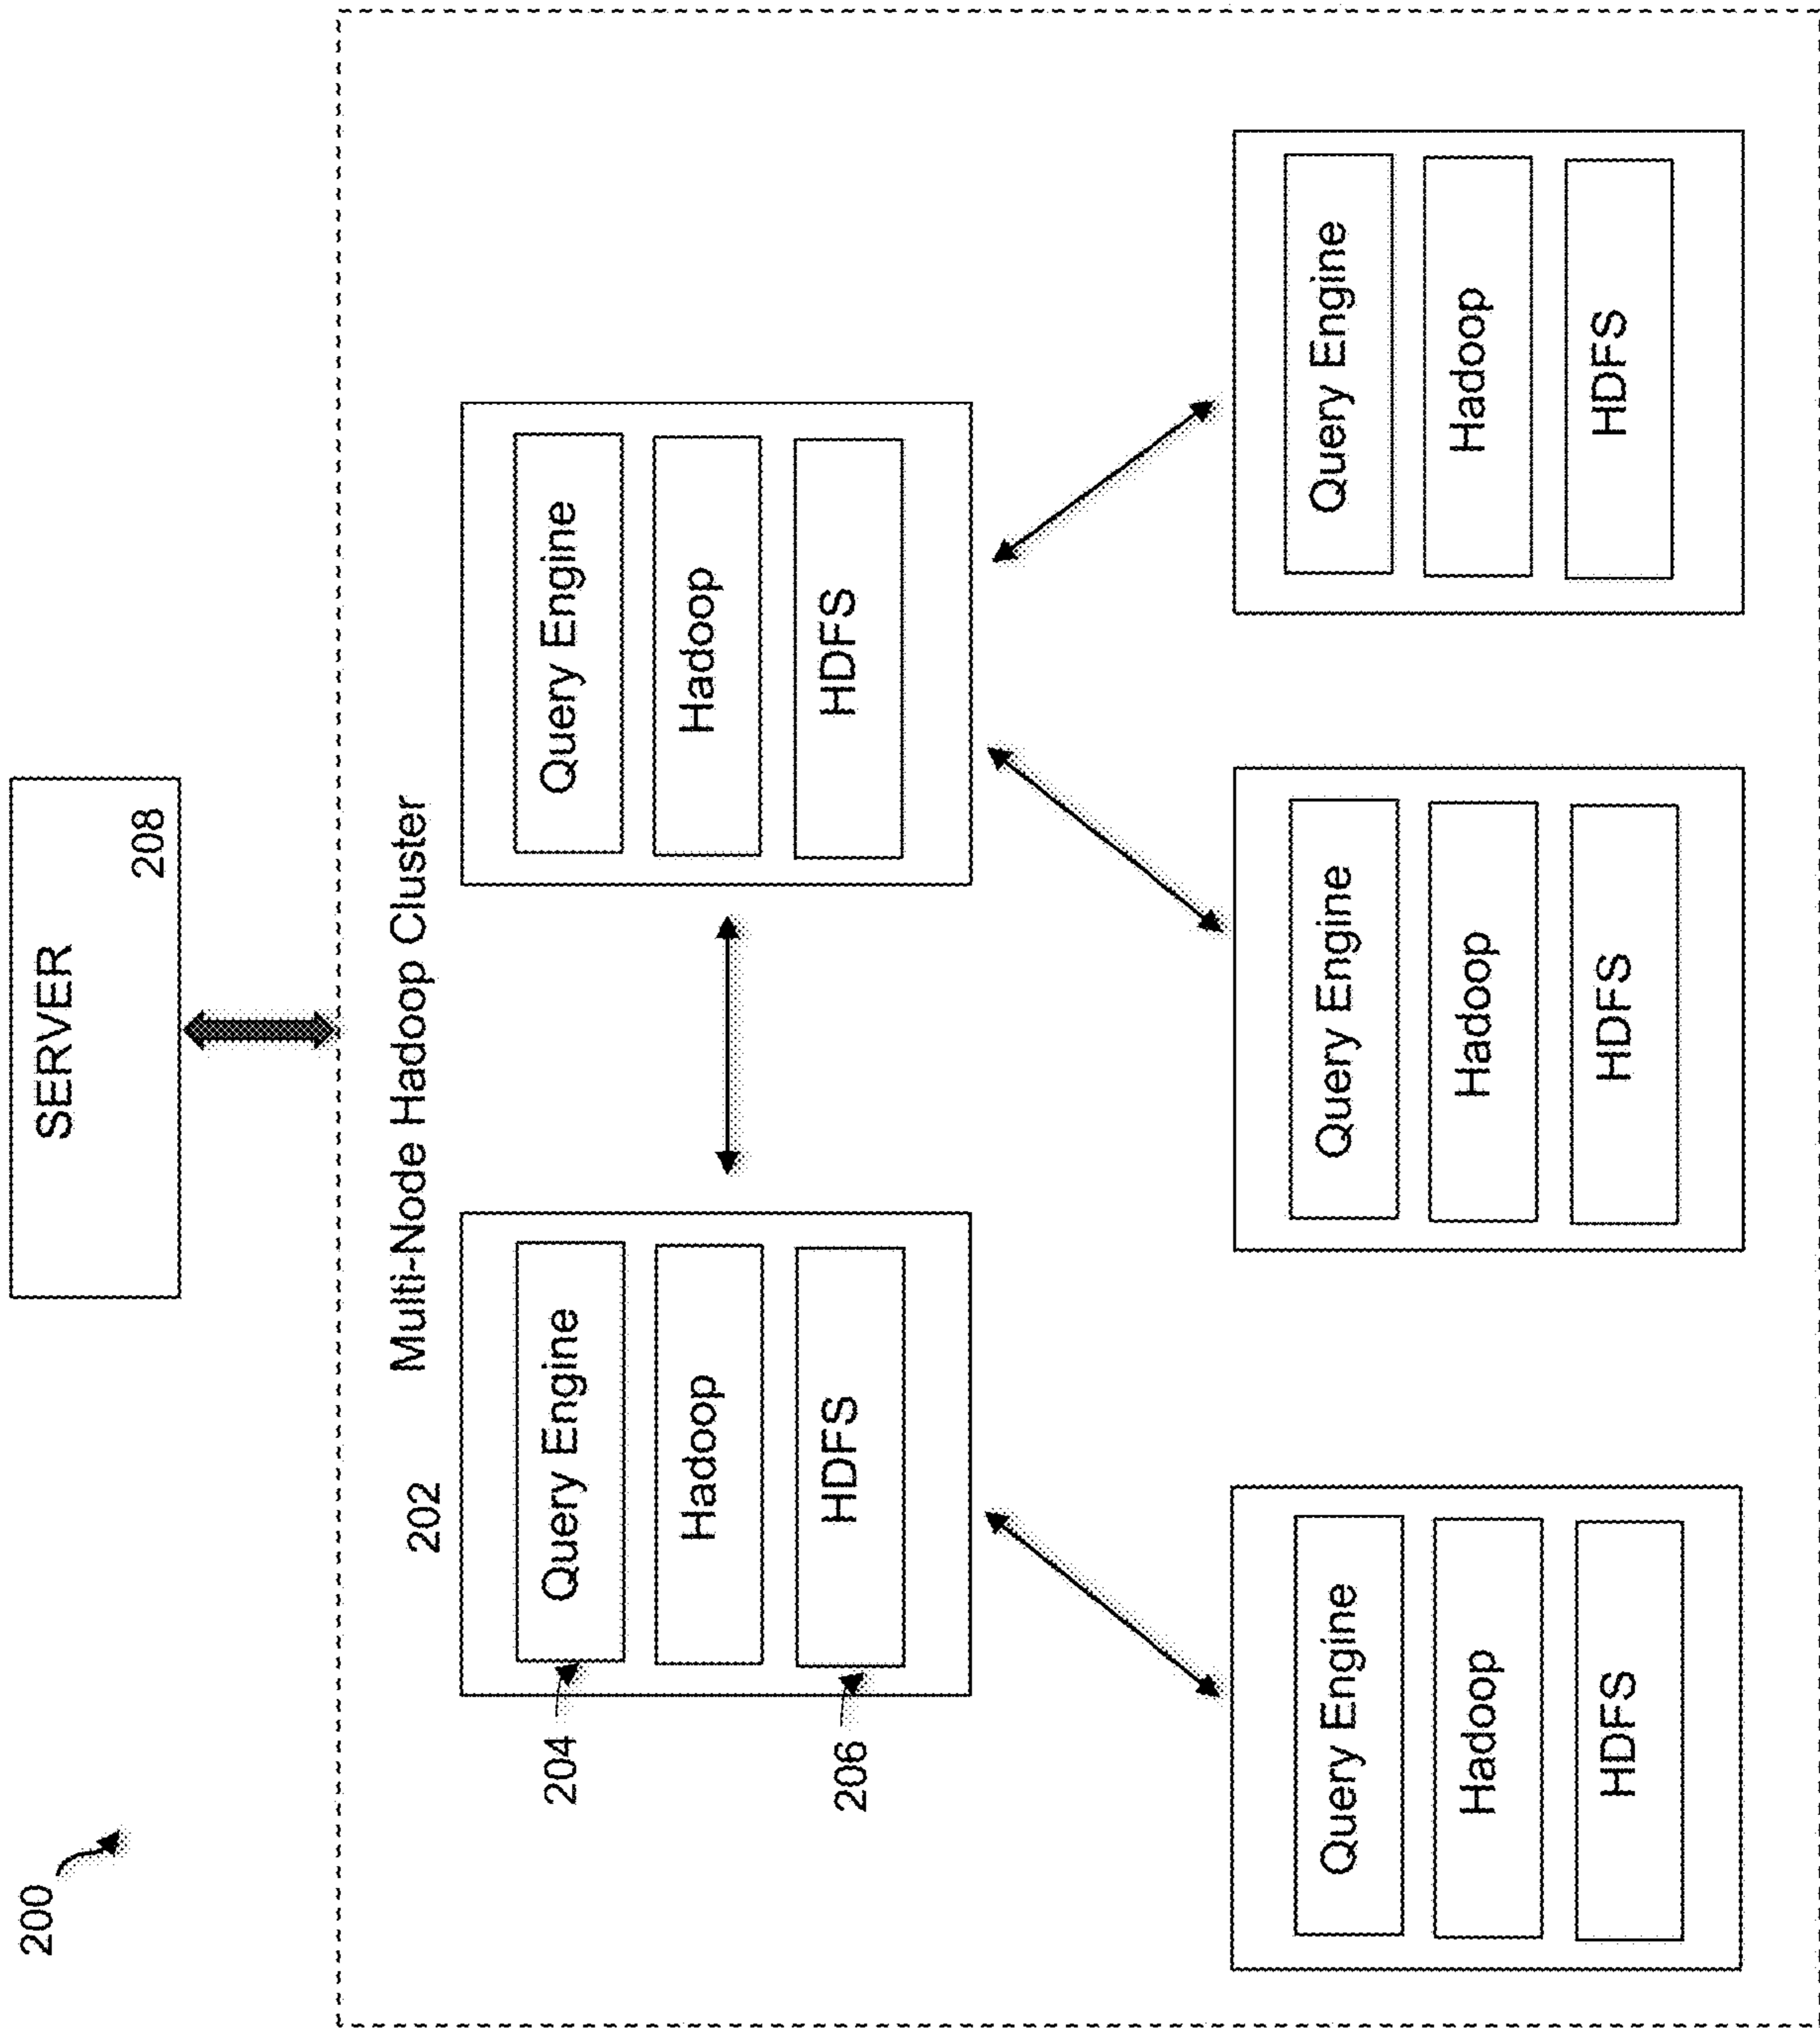 200
SERVER
208
Multi-Node Hadoop Cluster
202
204
Query Engine
Hadoop
206
HDFS
Query Engine
Hadoop
HDFS
Query Engine
Hadoop
HDFS
Query Engine
Hadoop
HDFS
Query Engine
Hadoop
HDFS